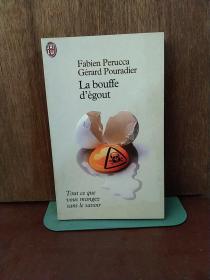 Fabien Perucca
Gérard Pouradier
La bouffe
d'égout
Tout ce que
vous mangez
sans le savoir